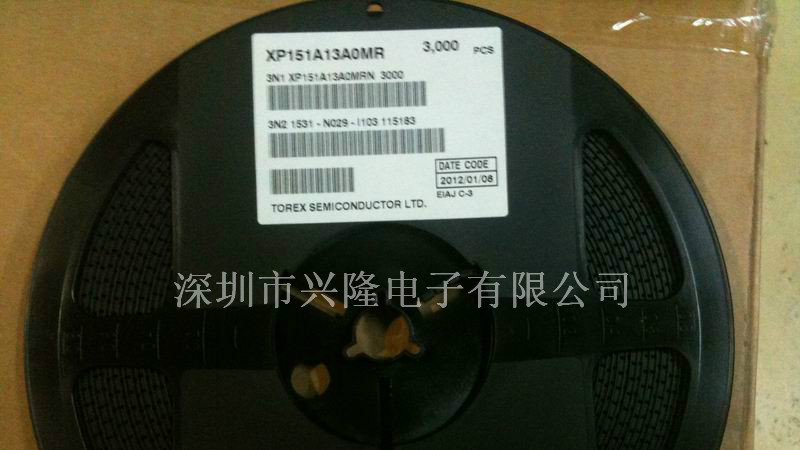 XP151A13A0MR 3,000 PCS
3N1 XP151A13A0MRN 3000
3N2 1531 - N029 - I103 115183
DATE CODE
2012/01/08
EIAJ C-3
TOREX SEMICONDUCTOR LTD.
深圳市兴隆电子有限公司